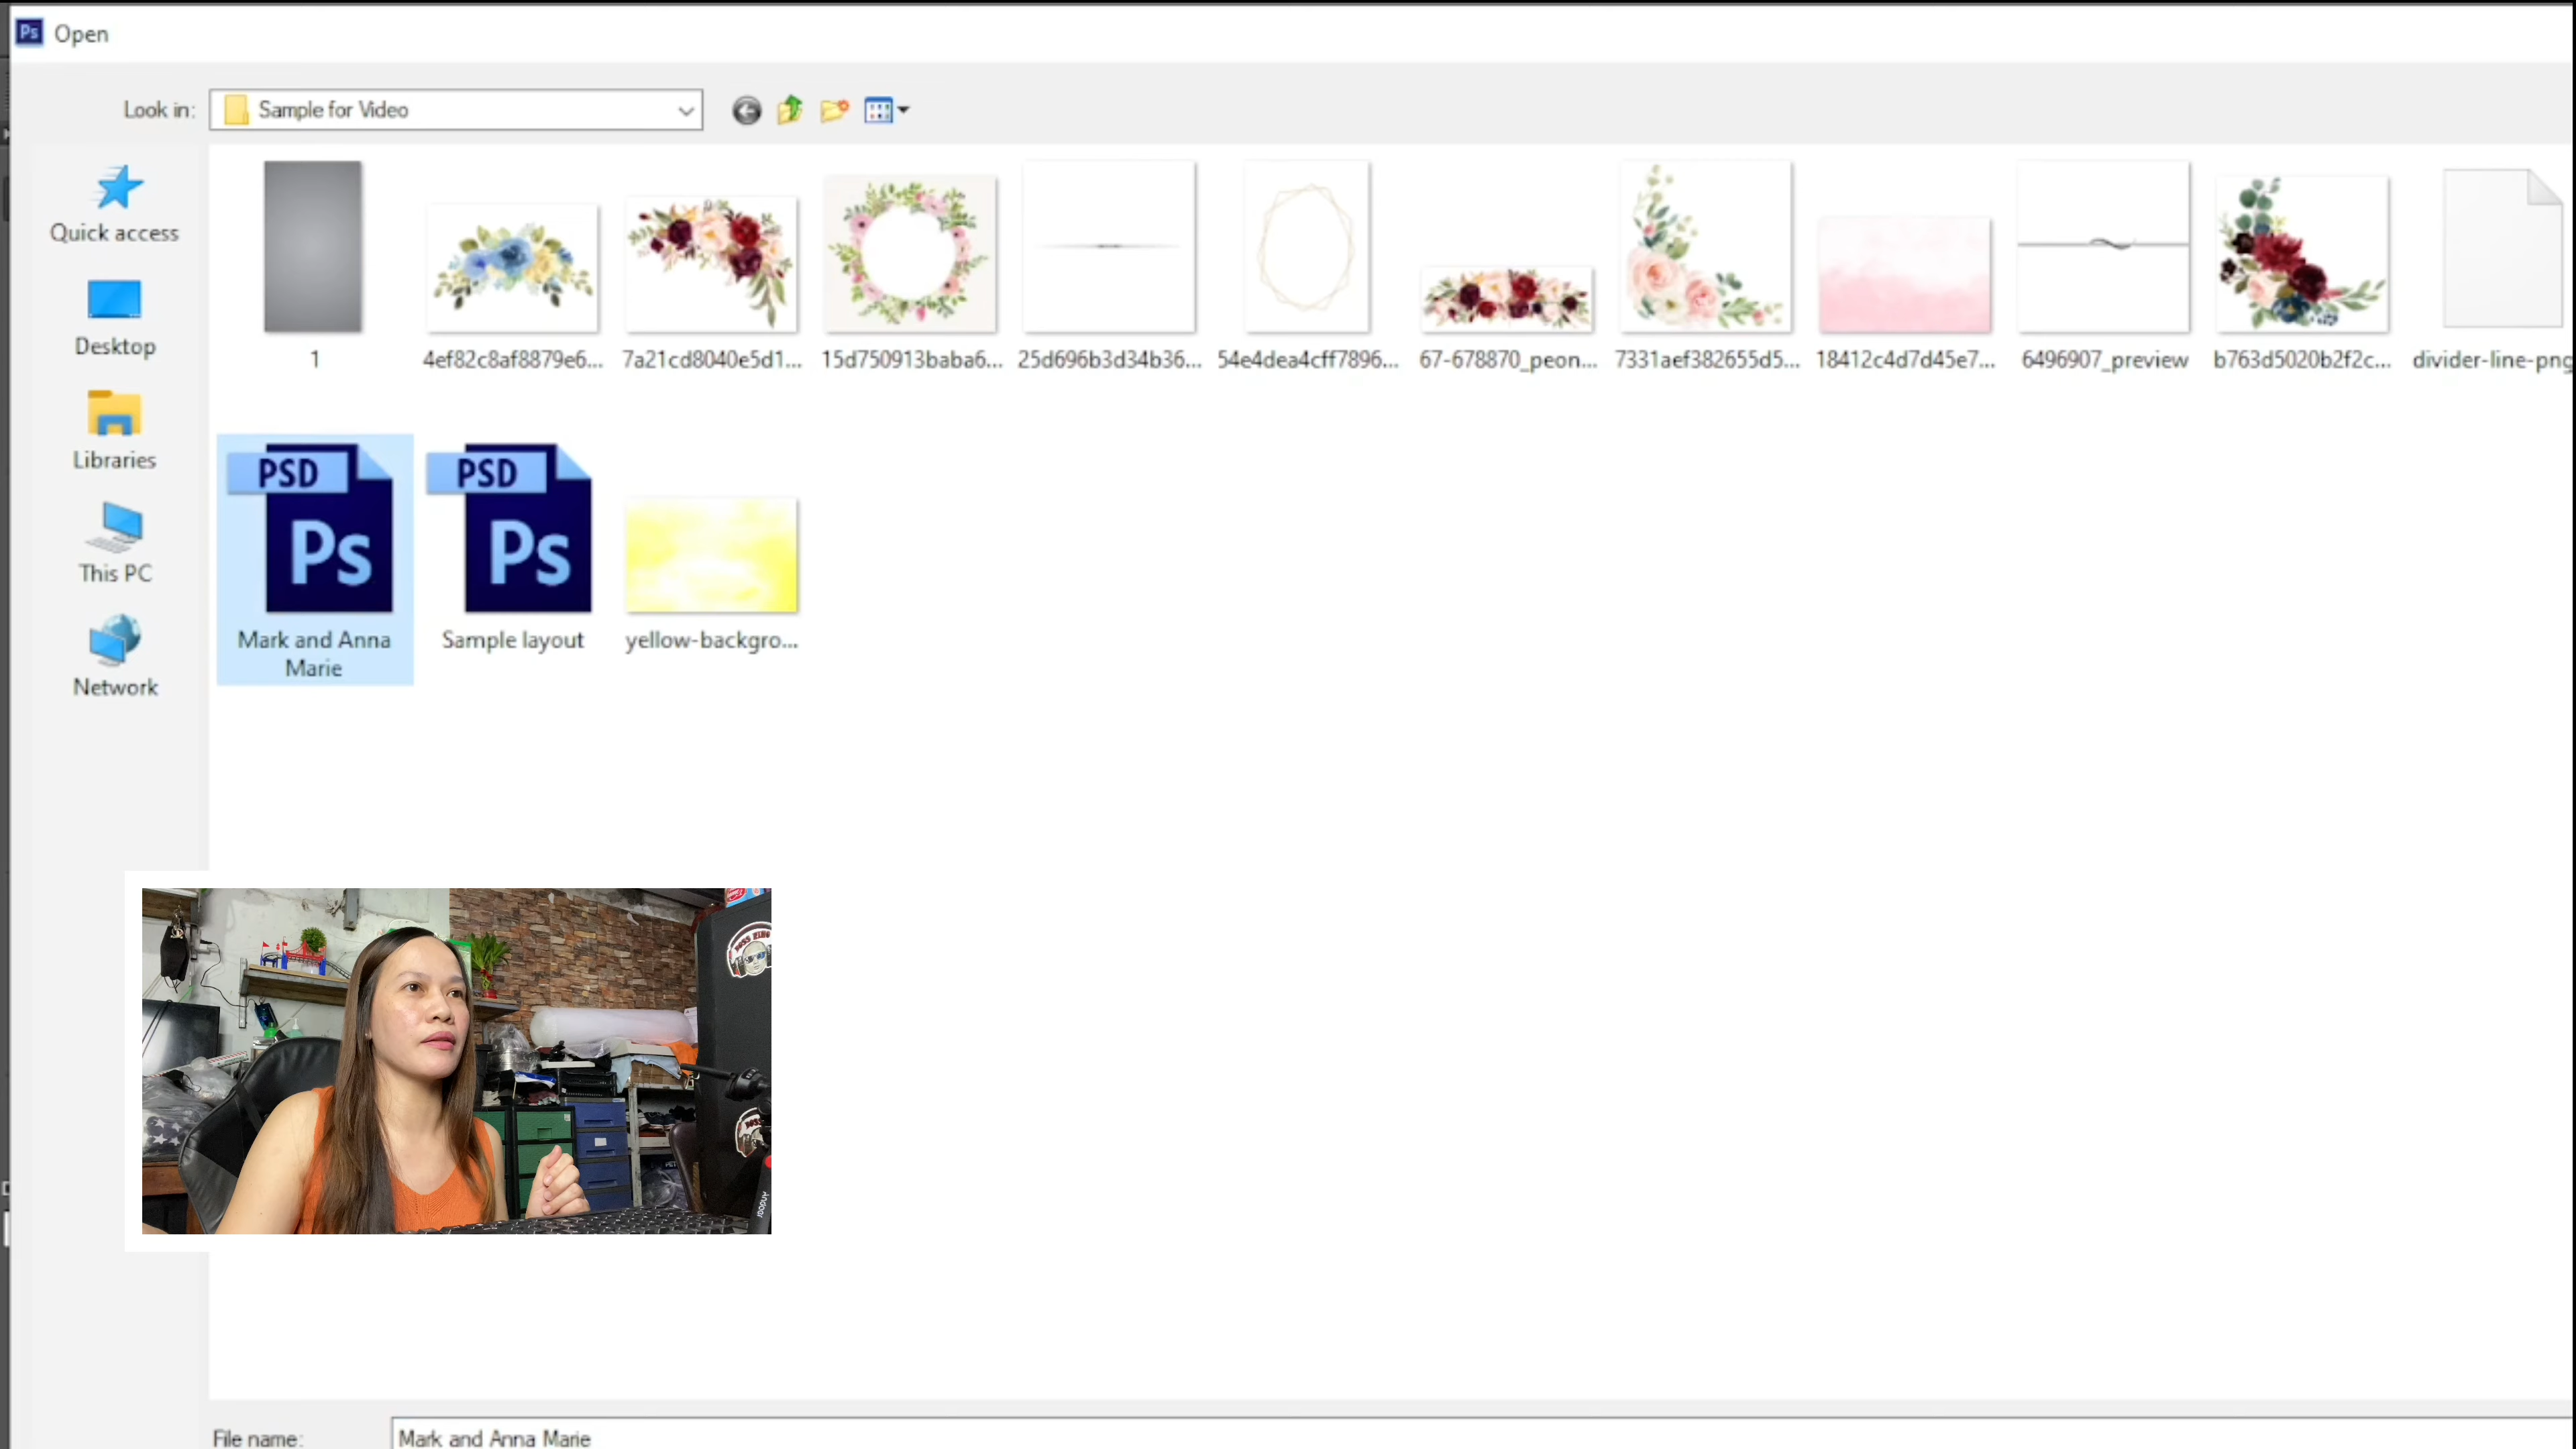 Ps Open
Look in: Sample for Video
Quick access
Desktop
Libraries
This PC
Network
1
4ef82c8af8879e6...
7a21cd8040e5d1...
15d750913baba6...
25d696b3d34b36...
54e4dea4cff7896...
67-678870_peon...
7331aef382655d5...
18412c4d7d45e7...
6496907_preview
b763d5020b2f2c...
divider-line-png
PSD
Ps
Mark and Anna
Marie
PSD
Ps
Sample layout
yellow-backgro...
BOSS KING
File name: Mark and Anna Marie